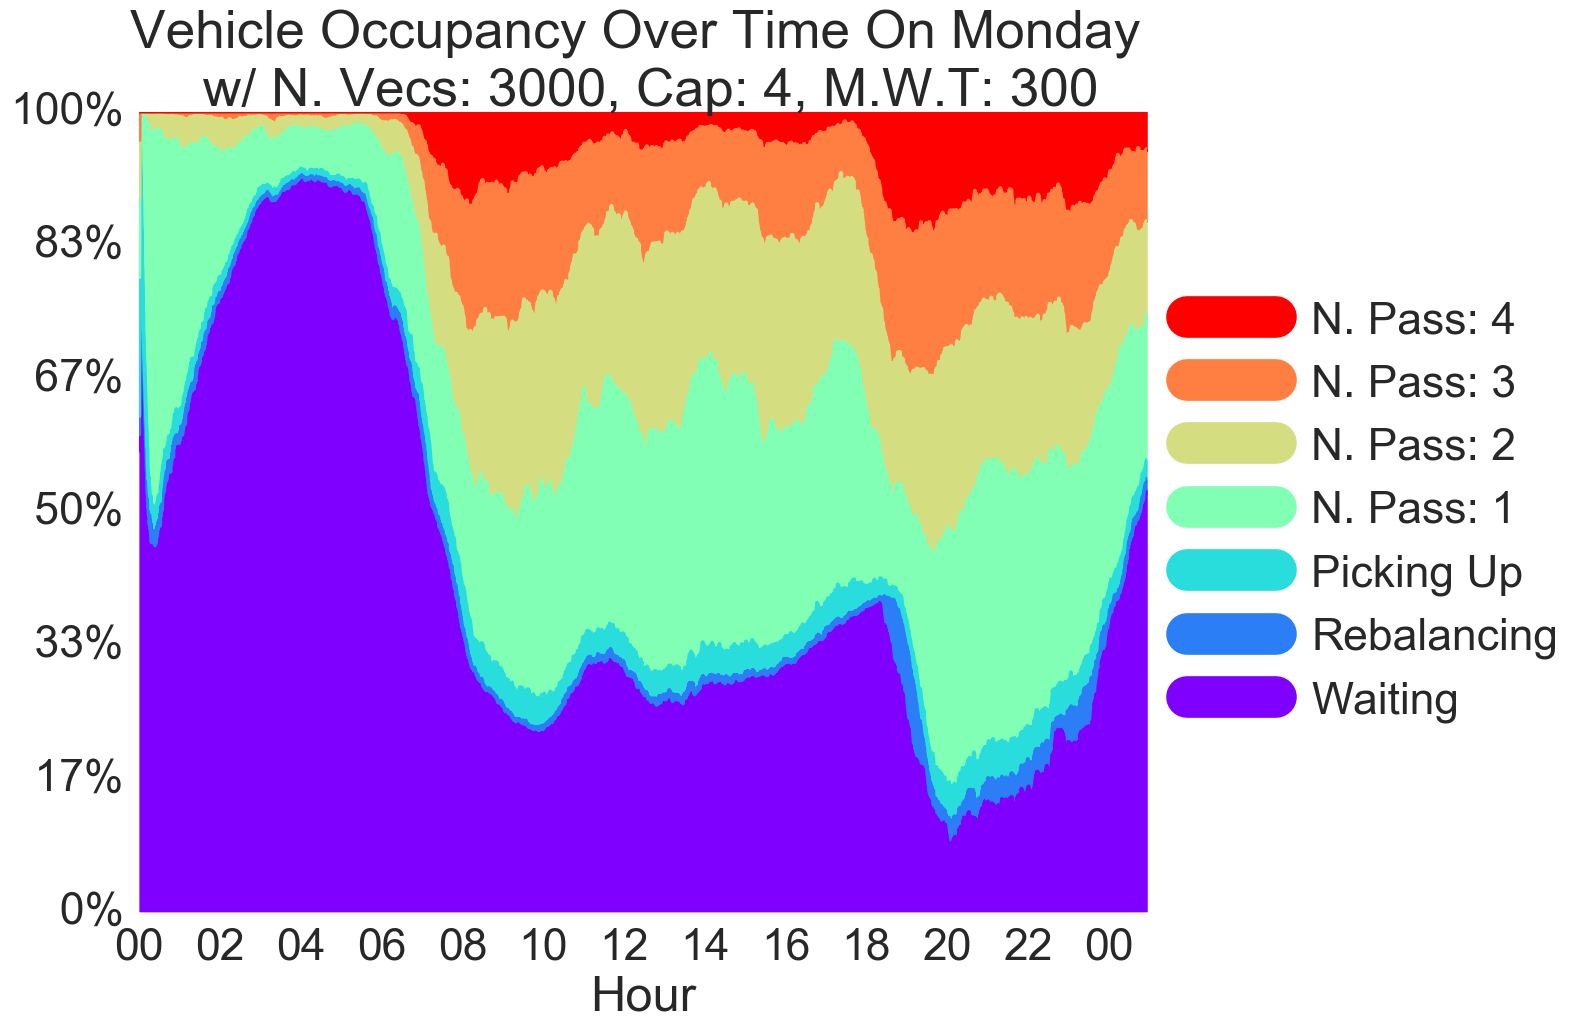 Vehicle Occupancy Over Time On Monday
w/ N. Vecs: 3000, Cap: 4, M.W.T: 300
100%
83%
67%
50%
33%
17%
0%
00 02 04 06 08 10 12 14 16 18 20 22 00
Hour
N. Pass: 4
N. Pass: 3
N. Pass: 2
N. Pass: 1
Picking Up
Rebalancing
Waiting